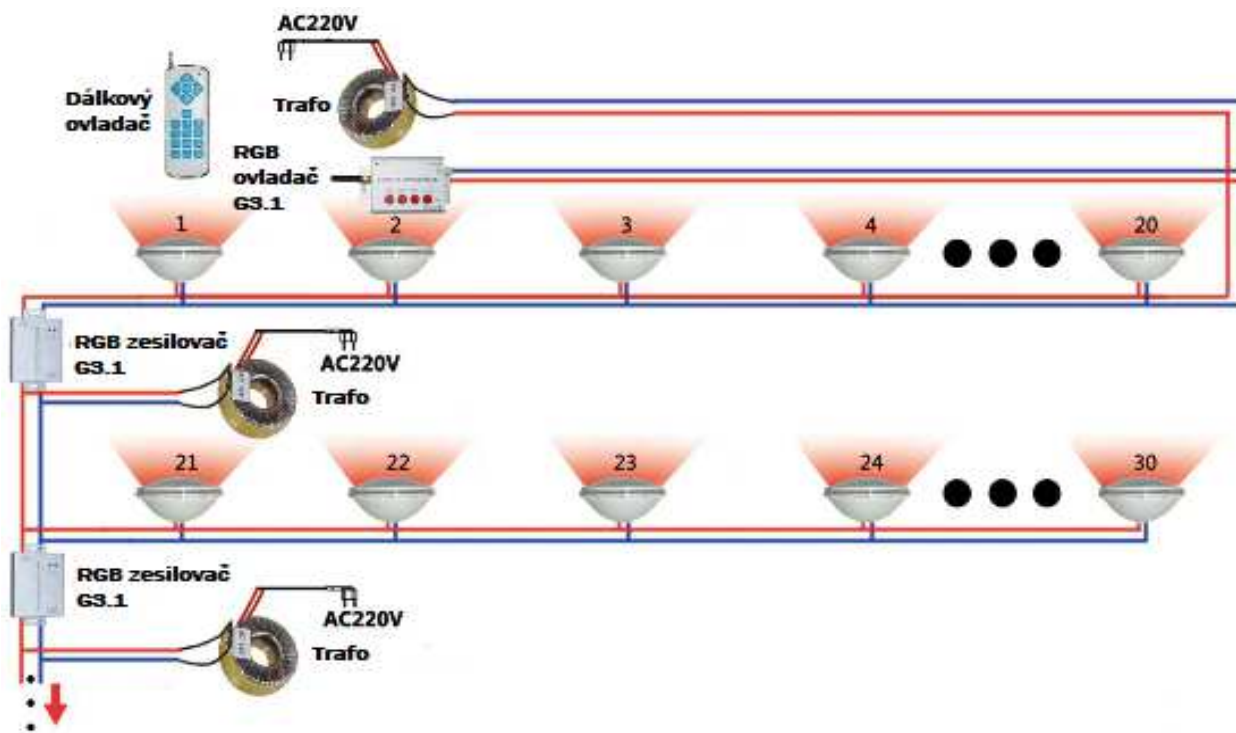 AC220V
Dálkový
ovladač
Trafo
RGB
ovladač
G3.1
1
2
3
4
20
RGB zesilovač
G3.1
AC220V
Trafo
21
22
23
24
30
RGB zesilovač
G3.1
AC220V
Trafo